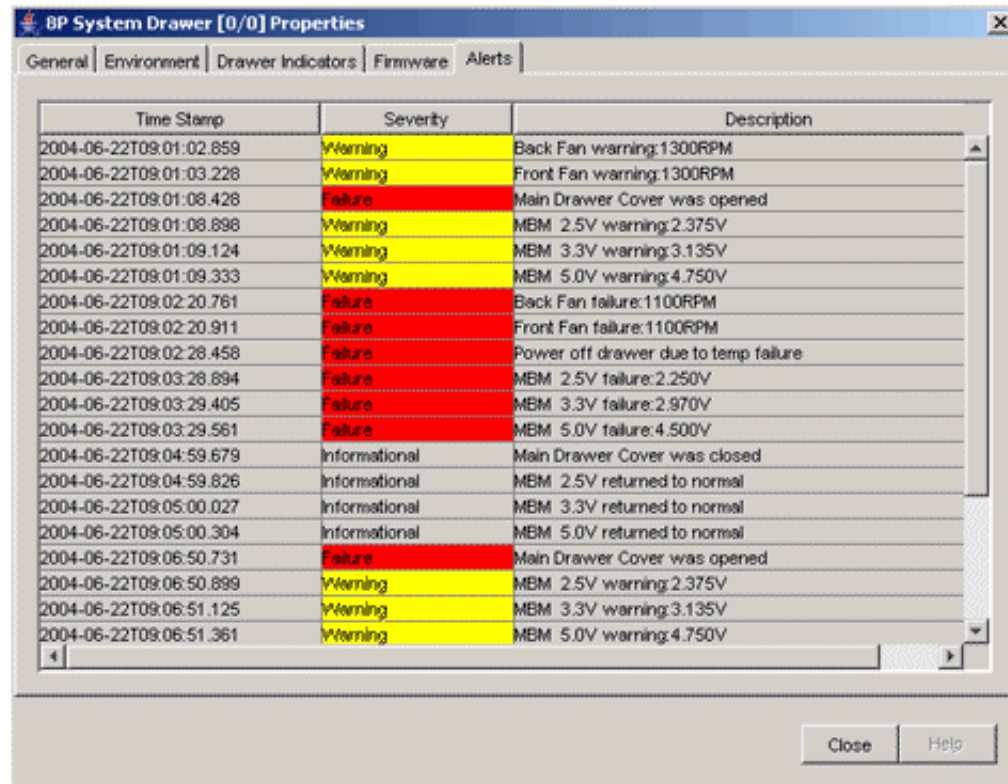 8P System Drawer [0/0] Properties
General Environment Drawer Indicators Firmware Alerts
Time Stamp Severity Description
2004-06-22T09:01:02.859 Warning Back Fan warning:1300RPM
2004-06-22T09:01:03.228 Warning Front Fan warning:1300RPM
2004-06-22T09:01:08.428 Failure Main Drawer Cover was opened
2004-06-22T09:01:08.898 Warning MBM 2.5V warning:2.375V
2004-06-22T09:01:09.124 Warning MBM 3.3V warning:3.135V
2004-06-22T09:01:09.333 Warning MBM 5.0V warning:4.750V
2004-06-22T09:02:20.761 Failure Back Fan failure:1100RPM
2004-06-22T09:02:20.911 Failure Front Fan failure:1100RPM
2004-06-22T09:02:28.458 Failure Power off drawer due to temp failure
2004-06-22T09:03:28.894 Failure MBM 2.5V failure:2.250V
2004-06-22T09:03:29.405 Failure MBM 3.3V failure:2.970V
2004-06-22T09:03:29.561 Failure MBM 5.0V failure:4.500V
2004-06-22T09:04:59.679 Informational Main Drawer Cover was closed
2004-06-22T09:04:59.826 Informational MBM 2.5V returned to normal
2004-06-22T09:05:00.027 Informational MBM 3.3V returned to normal
2004-06-22T09:05:00.304 Informational MBM 5.0V returned to normal
2004-06-22T09:06:50.731 Failure Main Drawer Cover was opened
2004-06-22T09:06:50.899 Warning MBM 2.5V warning:2.375V
2004-06-22T09:06:51.125 Warning MBM 3.3V warning:3.135V
2004-06-22T09:06:51.361 Warning MBM 5.0V warning:4.750V
Close Help